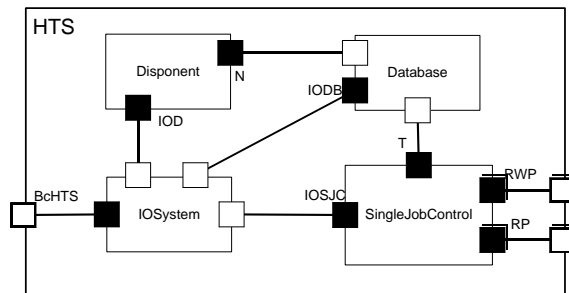 HTS
Disponent
N
Database
IODB
IOD
T
RWP
BcHTS
IOSJC
IOSystem
SingleJobControl
RP